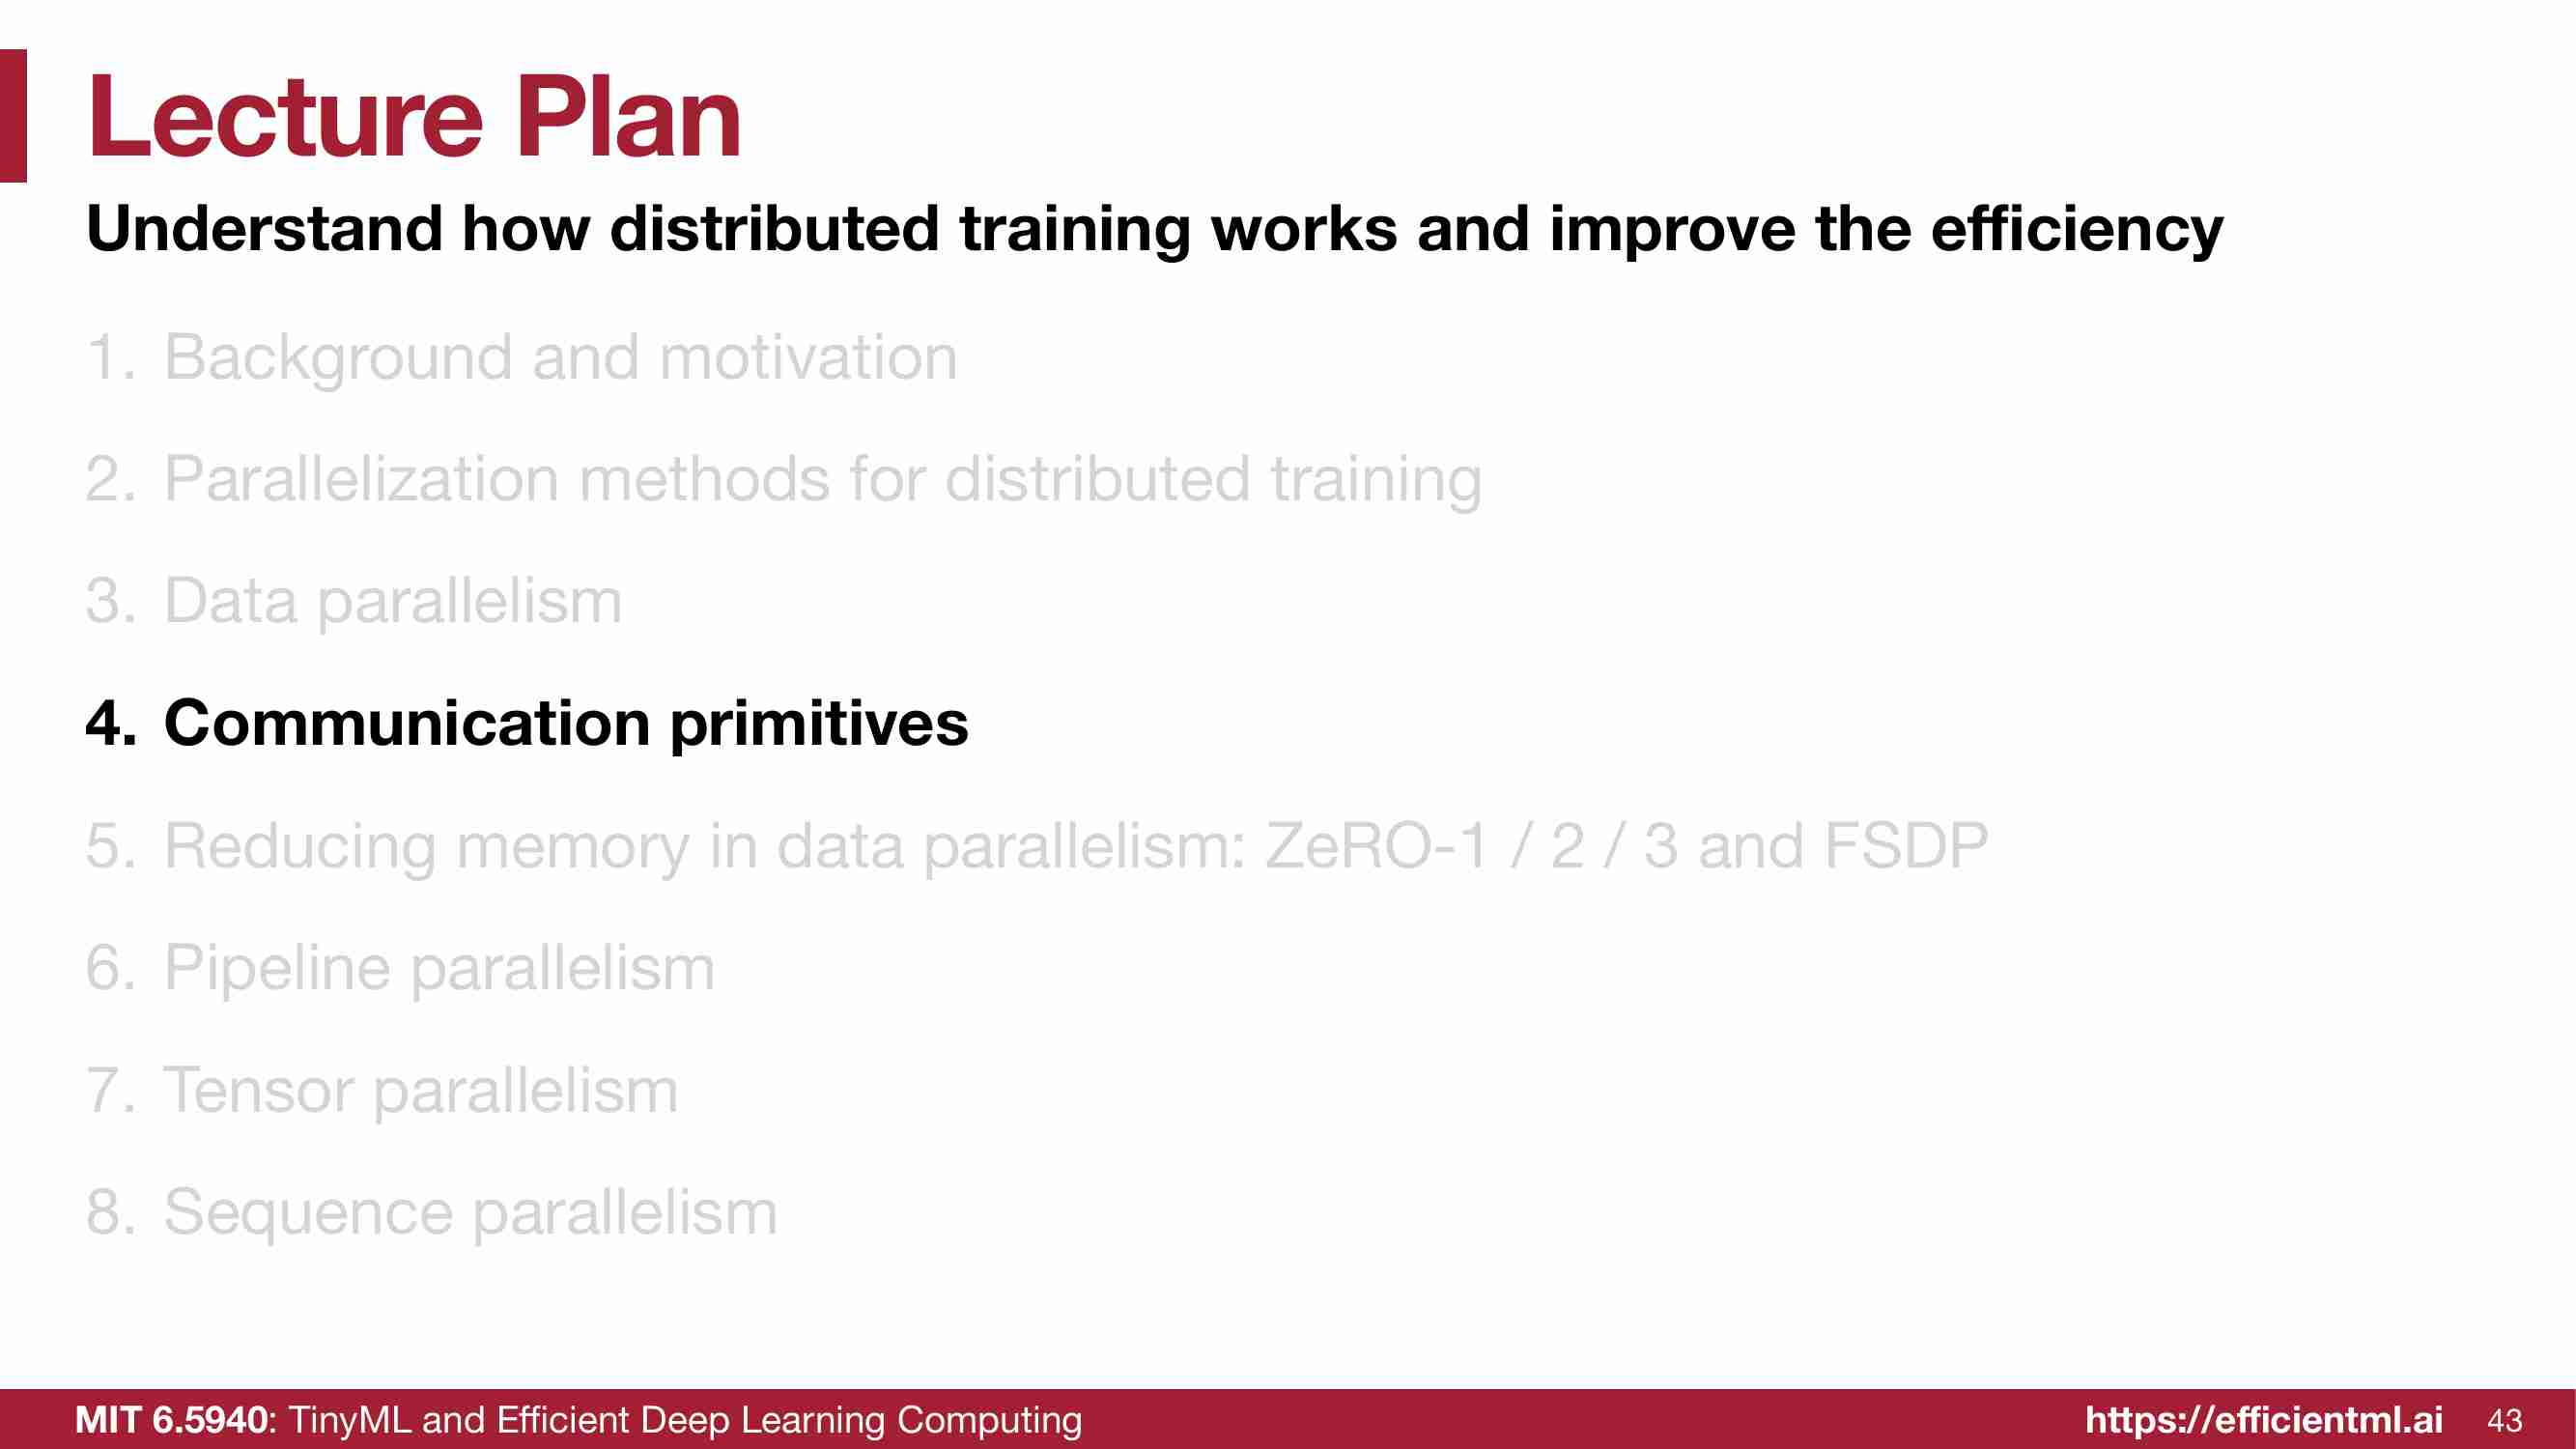 Lecture Plan
Understand how distributed training works and improve the efficiency
1. Background and motivation
2. Parallelization methods for distributed training
3. Data parallelism
4. Communication primitives
5. Reducing memory in data parallelism: ZeRO-1 / 2 / 3 and FSDP
6. Pipeline parallelism
7. Tensor parallelism
8. Sequence parallelism
MIT 6.5940: TinyML and Efficient Deep Learning Computing
https://efficientml.ai 43